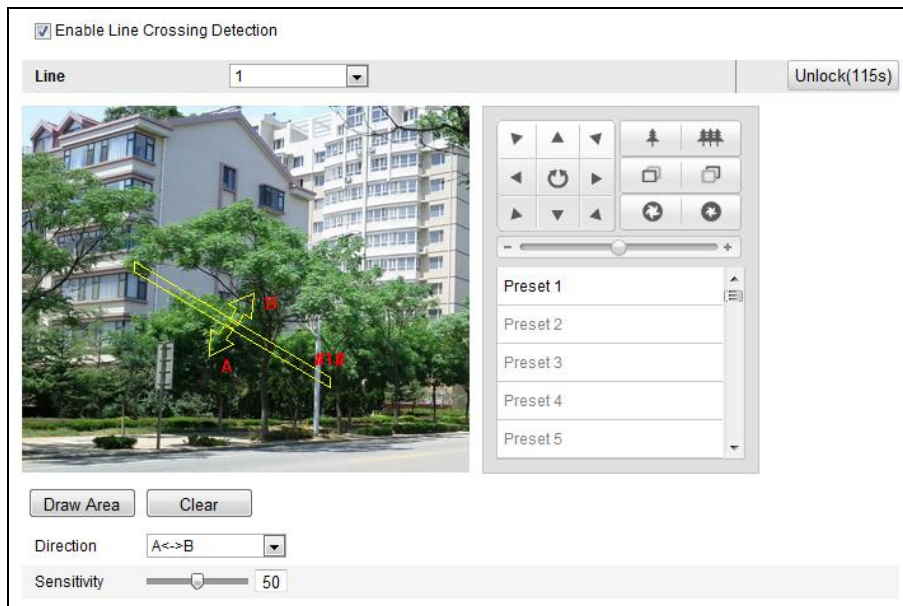 Enable Line Crossing Detection
Line
1
Unlock(115s)
B
A
#1#
Preset 1
Preset 2
Preset 3
Preset 4
Preset 5
Draw Area
Clear
Direction
A<->B
Sensitivity
50